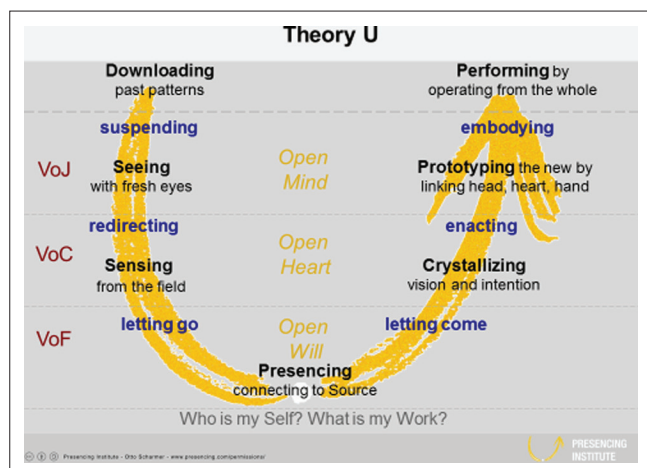 Theory U
Downloading
past patterns
Performing by
operating from the whole
suspending
embodying
VoJ
Seeing
with fresh eyes
Open
Mind
Prototyping the new by
linking head, heart, hand
redirecting
enacting
VoC
Sensing
from the field
Open
Heart
Crystallizing
vision and intention
letting go
letting come
VoF
Open
Will
Presencing
connecting to Source
Who is my Self? What is my Work?
Presencing Institute - Otto Scharmer - www.presencing.com/permissions/
PRESENCING
INSTITUTE